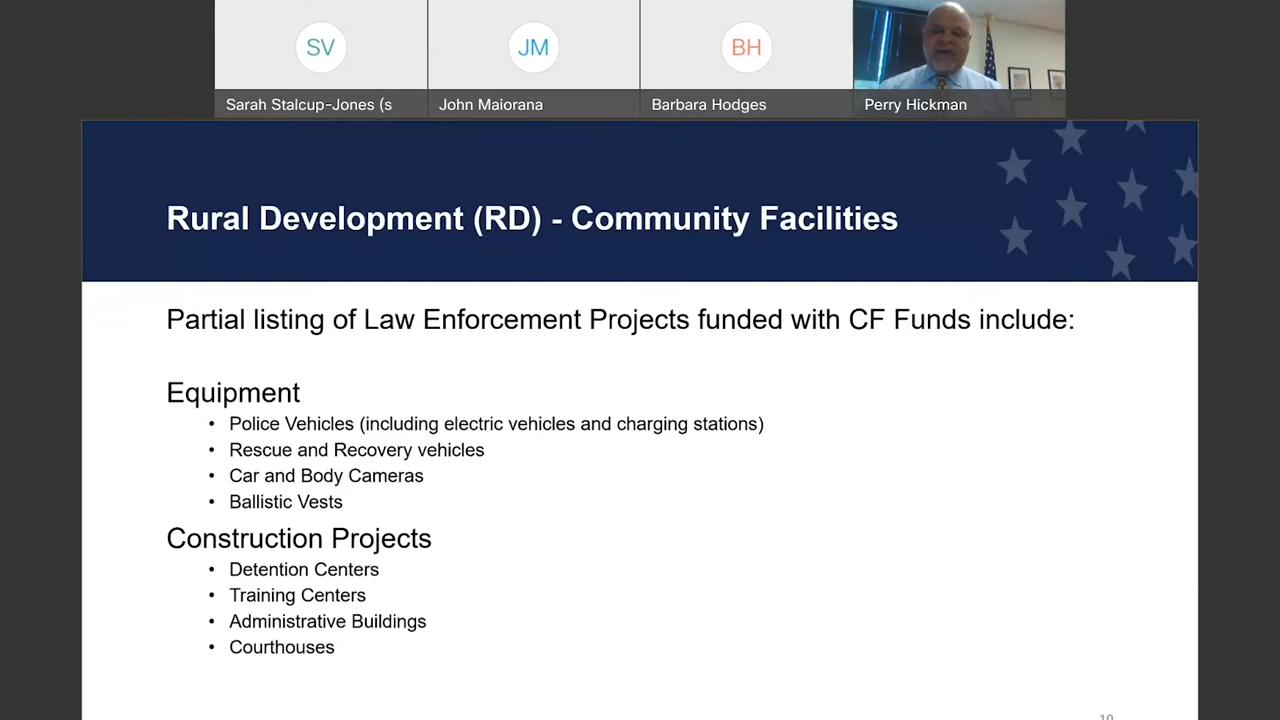 SV
JM
BH
Sarah Stalcup-Jones (s
John Maiorana
Barbara Hodges
Perry Hickman
Rural Development (RD) - Community Facilities
Partial listing of Law Enforcement Projects funded with CF Funds include:
Equipment
• Police Vehicles (including electric vehicles and charging stations)
• Rescue and Recovery vehicles
• Car and Body Cameras
• Ballistic Vests
Construction Projects
• Detention Centers
• Training Centers
• Administrative Buildings
• Courthouses
10